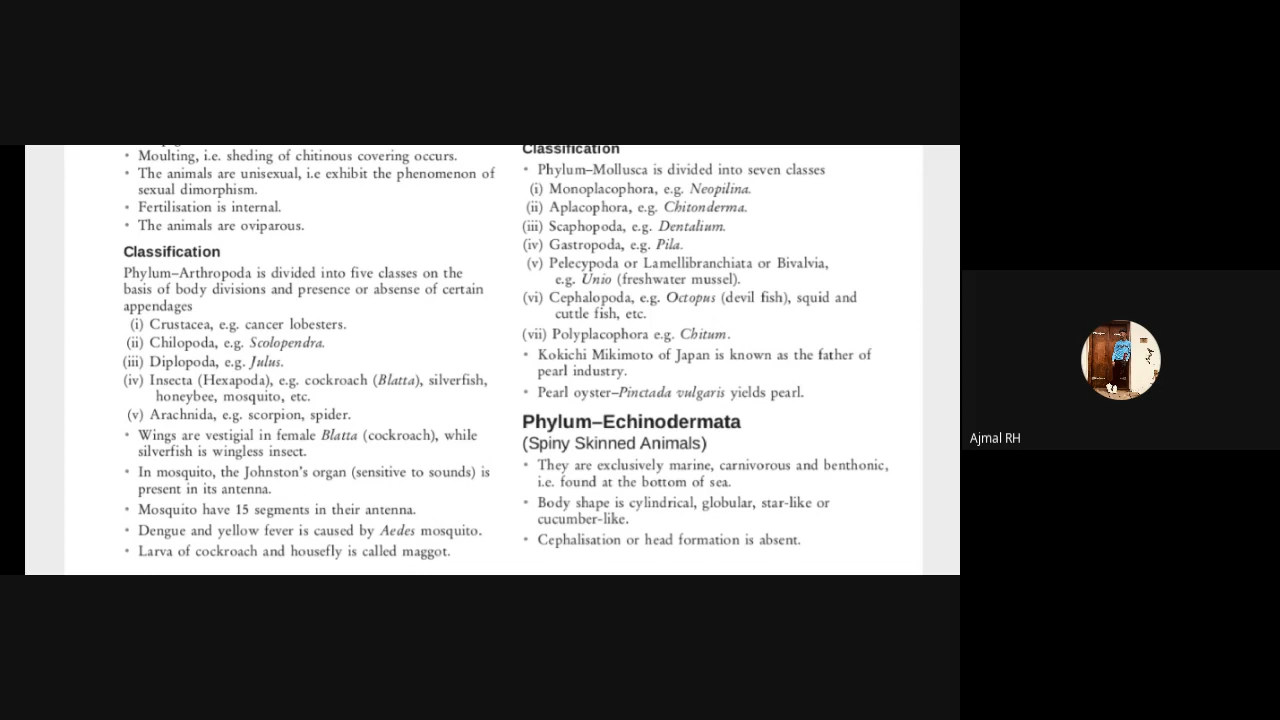 • Moulting, i.e. sheding of chitinous covering occurs.
• The animals are unisexual, i.e exhibit the phenomenon of
sexual dimorphism.
• Fertilisation is internal.
• The animals are oviparous.
Classification
Phylum–Arthropoda is divided into five classes on the
basis of body divisions and presence or absense of certain
appendages
(i) Crustacea, e.g. cancer lobesters.
(ii) Chilopoda, e.g. Scolopendra.
(iii) Diplopoda, e.g. Julus.
(iv) Insecta (Hexapoda), e.g. cockroach (Blatta), silverfish,
honeybee, mosquito, etc.
(v) Arachnida, e.g. scorpion, spider.
• Wings are vestigial in female Blatta (cockroach), while
silverfish is wingless insect.
• In mosquito, the Johnston's organ (sensitive to sounds) is
present in its antenna.
• Mosquito have 15 segments in their antenna.
• Dengue and yellow fever is caused by Aedes mosquito.
• Larva of cockroach and housefly is called maggot.
Classification
• Phylum–Mollusca is divided into seven classes
(i) Monoplacophora, e.g. Neopilina.
(ii) Aplacophora, e.g. Chitonderma.
(iii) Scaphopoda, e.g. Dentalium.
(iv) Gastropoda, e.g. Pila.
(v) Pelecypoda or Lamellibranchiata or Bivalvia,
e.g. Unio (freshwater mussel).
(vi) Cephalopoda, e.g. Octopus (devil fish), squid and
cuttle fish, etc.
(vii) Polyplacophora e.g. Chitum.
• Kokichi Mikimoto of Japan is known as the father of
pearl industry.
• Pearl oyster–Pinctada vulgaris yields pearl.
Phylum–Echinodermata
(Spiny Skinned Animals)
• They are exclusively marine, carnivorous and benthonic,
i.e. found at the bottom of sea.
• Body shape is cylindrical, globular, star-like or
cucumber-like.
• Cephalisation or head formation is absent.
Ajmal RH